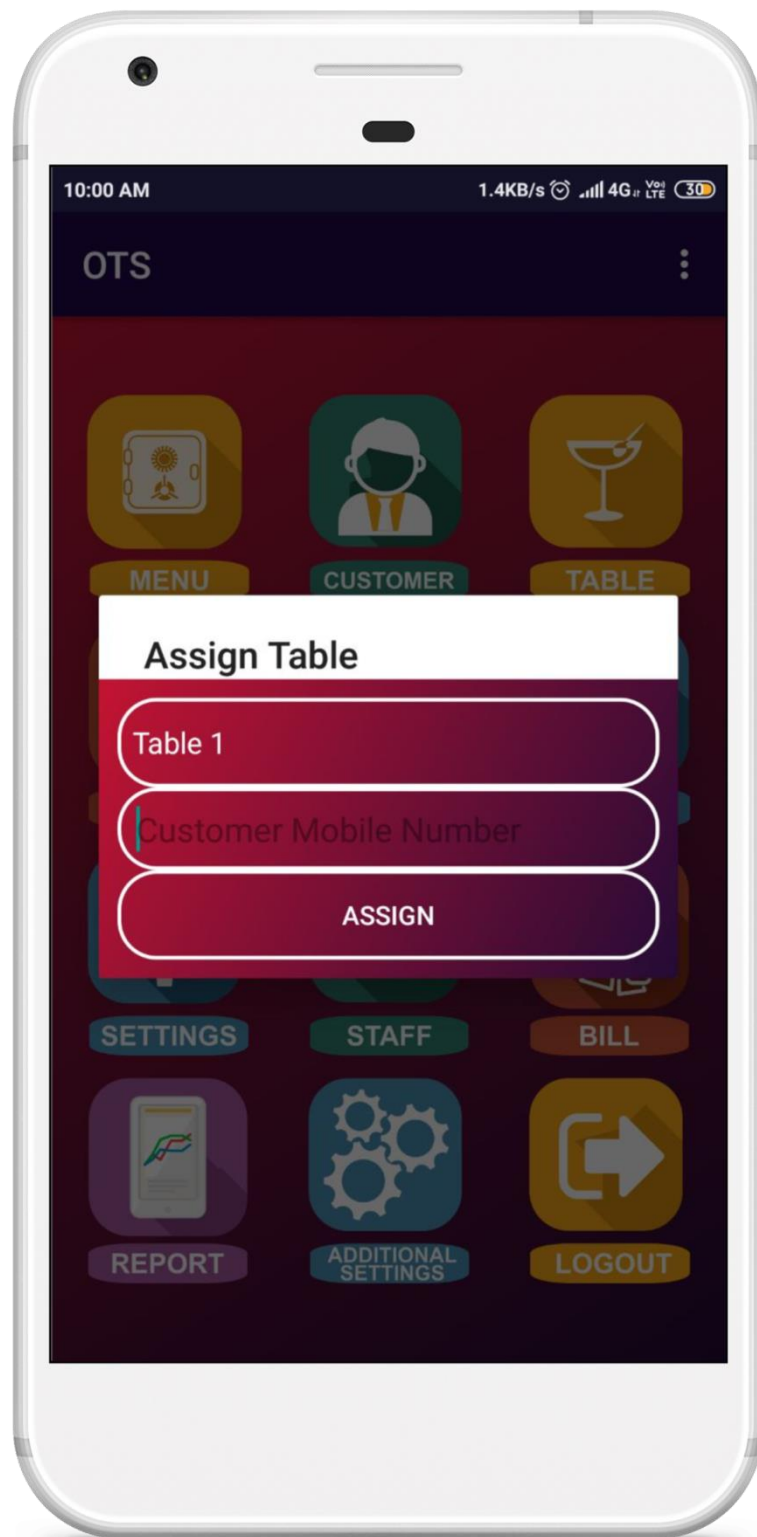 10:00 AM 1.4KB/s 4G Vo) LTE 30
OTS
MENU CUSTOMER TABLE
Assign Table
Table 1
Customer Mobile Number
ASSIGN
SETTINGS STAFF BILL
REPORT ADDITIONAL SETTINGS LOGOUT